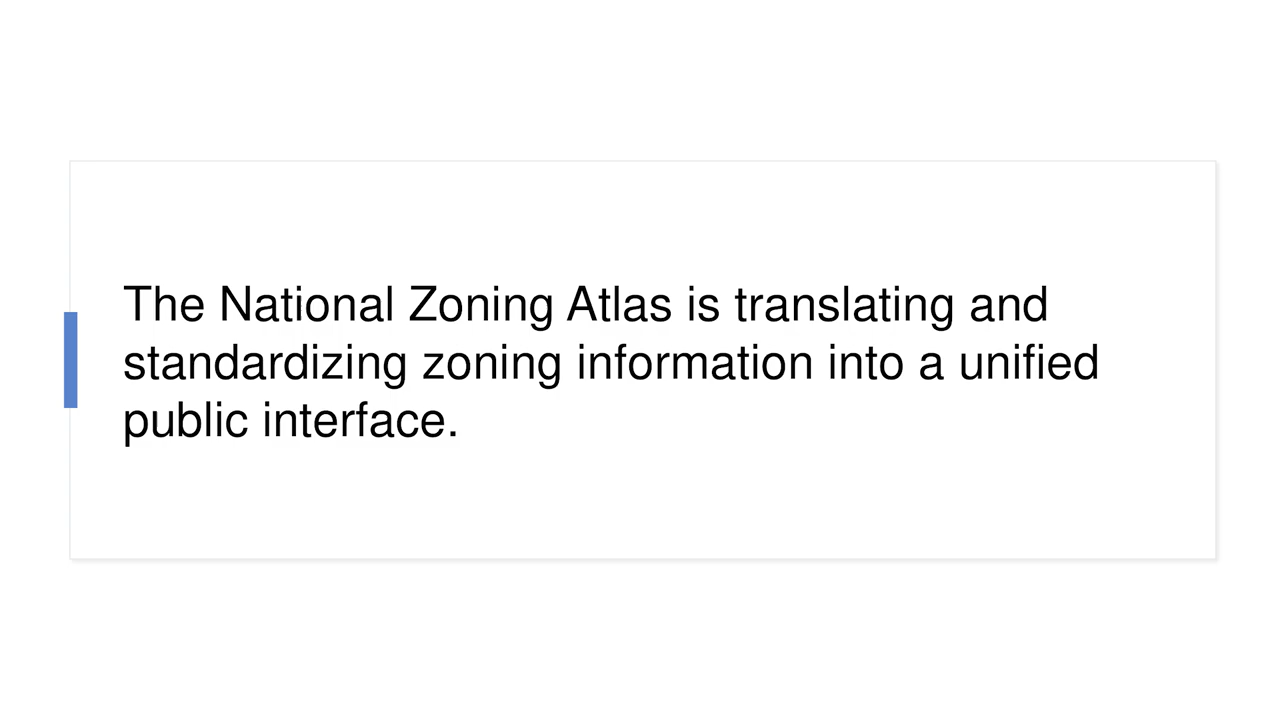 The National Zoning Atlas is translating and
standardizing zoning information into a unified
public interface.